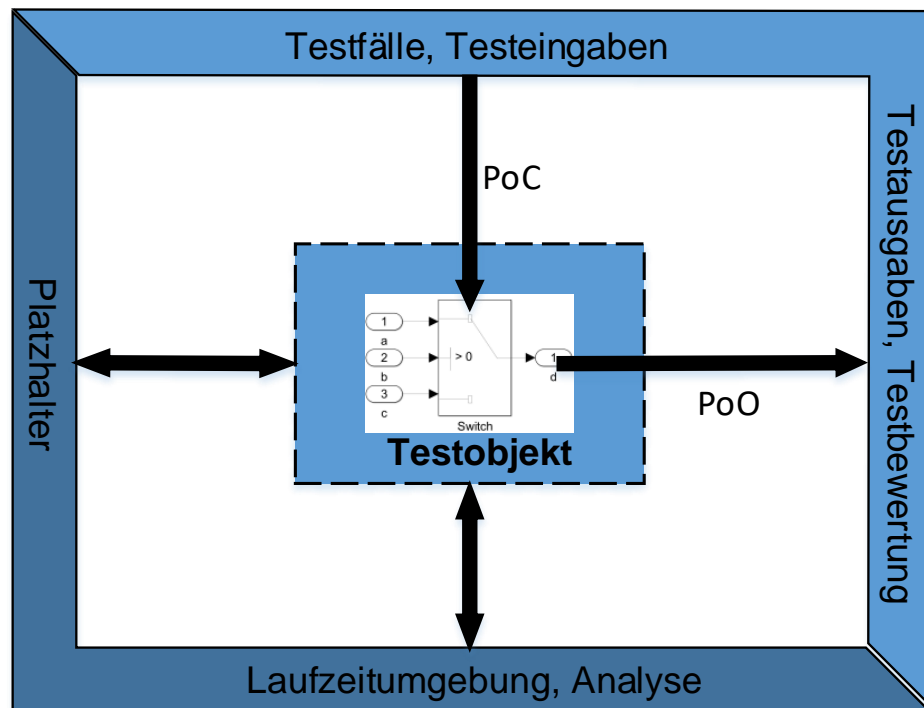 Testfälle, Testeingaben
PoC
Platzhalter
1
a
2
b
3
c
> 0
Switch
1
d
Testobjekt
PoO
Testausgaben, Testbewertung
Laufzeitumgebung, Analyse